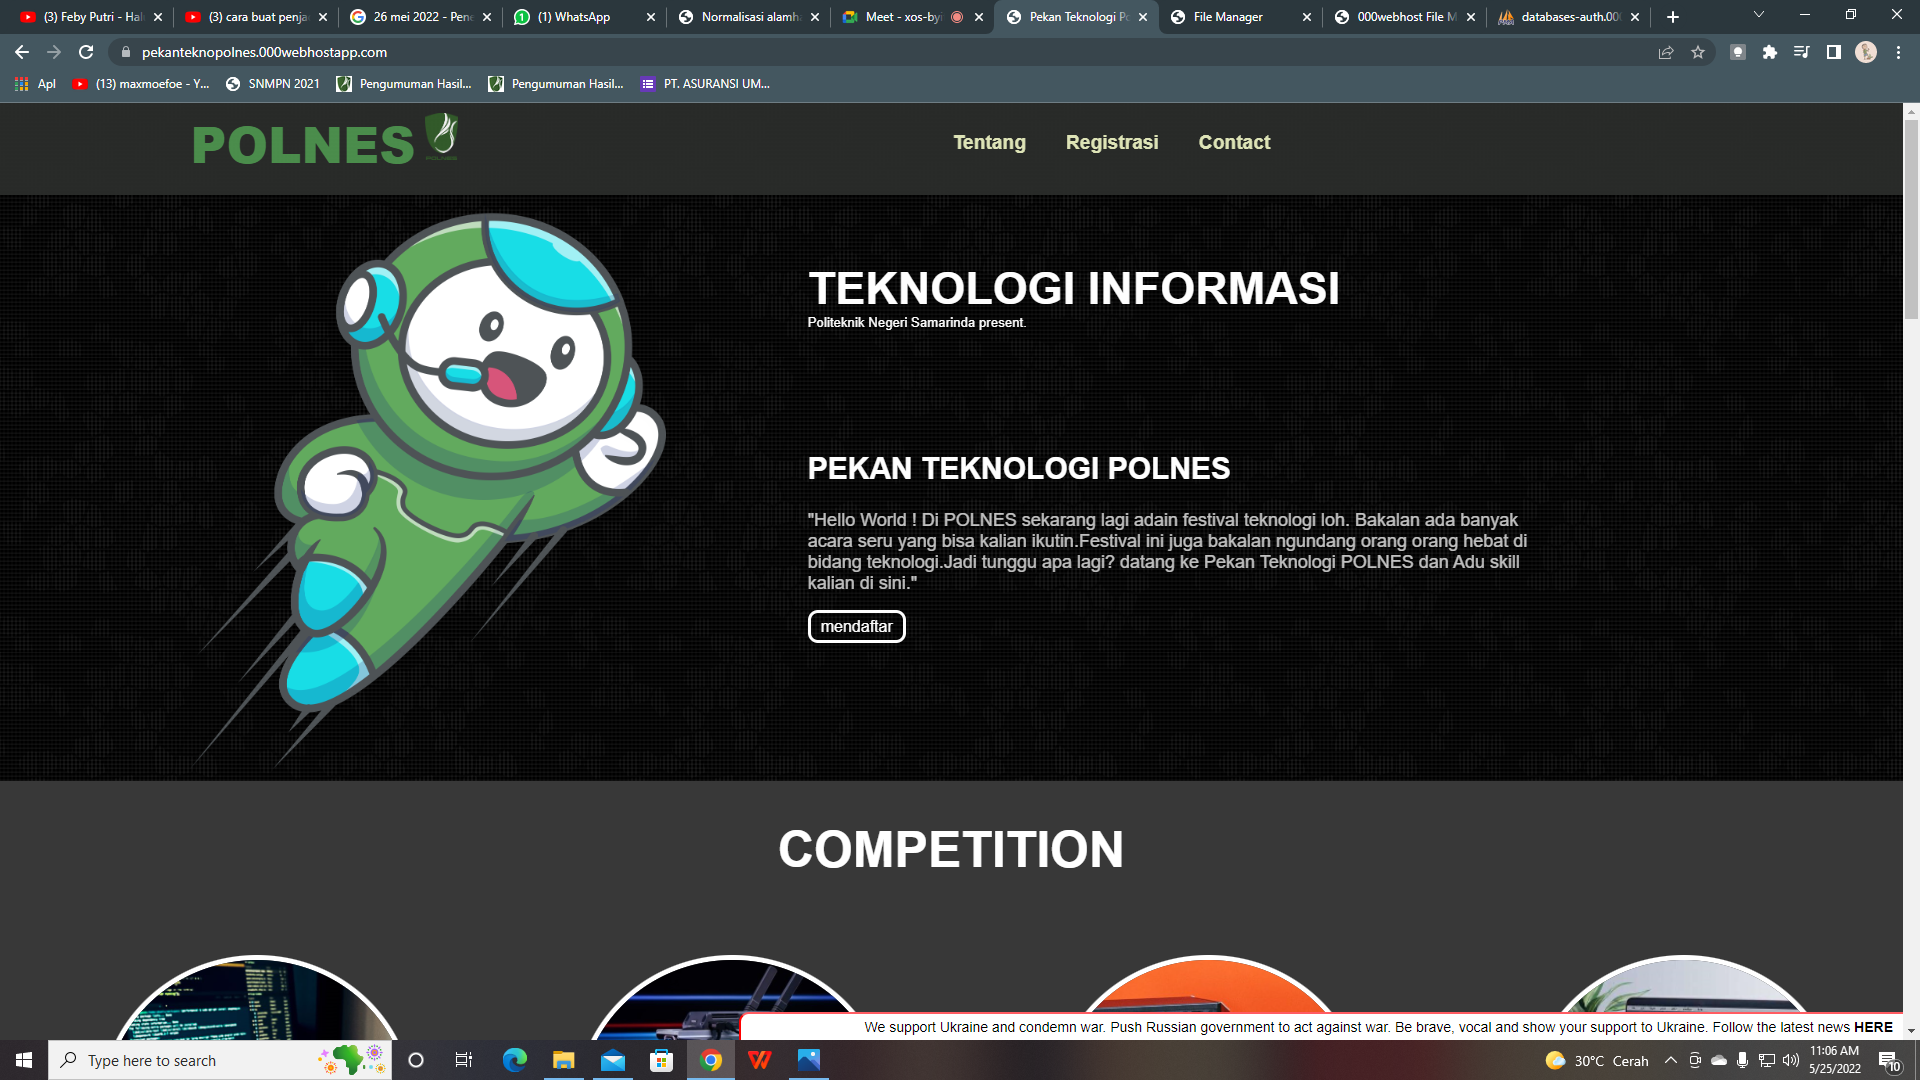 (3) Feby Putri - Hal
(3) cara buat penja
26 mei 2022 - Pene
(1) WhatsApp
Normalisasi alamh
Meet - xos-byi
Pekan Teknologi Po
File Manager
000webhost File M
databases-auth.00
pekanteknopolnes.000webhostapp.com
Apl
(13) maxmoefoe - Y...
SNMPN 2021
Pengumuman Hasil...
Pengumuman Hasil...
PT. ASURANSI UM...
POLNES
Tentang
Registrasi
Contact
TEKNOLOGI INFORMASI
Politeknik Negeri Samarinda present.
PEKAN TEKNOLOGI POLNES
"Hello World ! Di POLNES sekarang lagi adain festival teknologi loh. Bakalan ada banyak
acara seru yang bisa kalian ikutin.Festival ini juga bakalan ngundang orang orang hebat di
bidang teknologi.Jadi tunggu apa lagi? datang ke Pekan Teknologi POLNES dan Adu skill
kalian di sini."
mendaftar
COMPETITION
We support Ukraine and condemn war. Push Russian government to act against war. Be brave, vocal and show your support to Ukraine. Follow the latest news HERE
Type here to search
30°C Cerah
11:06 AM
5/25/2022
10